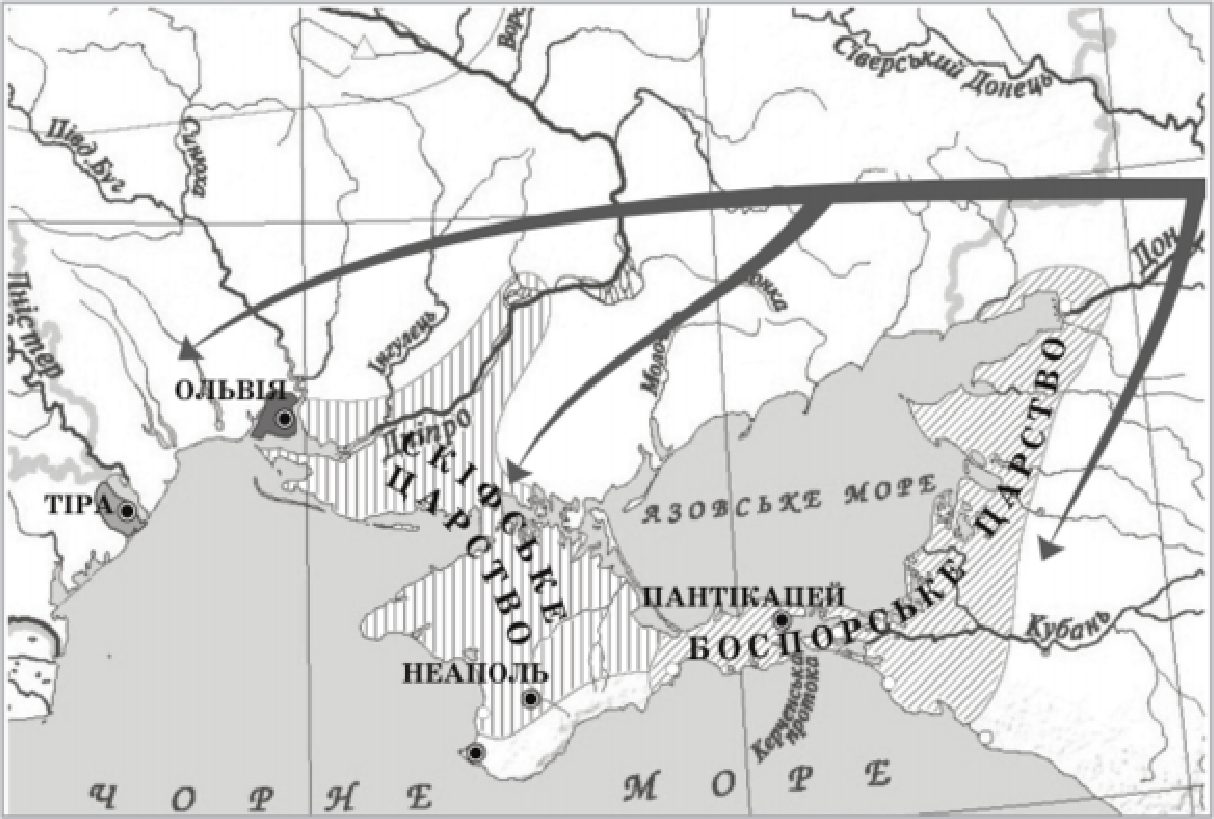 Сіверський Донець
Півд Буг
Синюха
Дністер
Дон
Інгулець
ОЛЬВІЯ
Дніпро
СКІФСЬКЕ
ЦАРСТВО
ТІРА
АЗОВСЬКЕ МОРЕ
ПАНТІКАПЕЙ
БОСПОРСЬКЕ ЦАРСТВО
Кубань
НЕАПОЛЬ
Керченська
протока
ЧОРНЕ МОРЕ